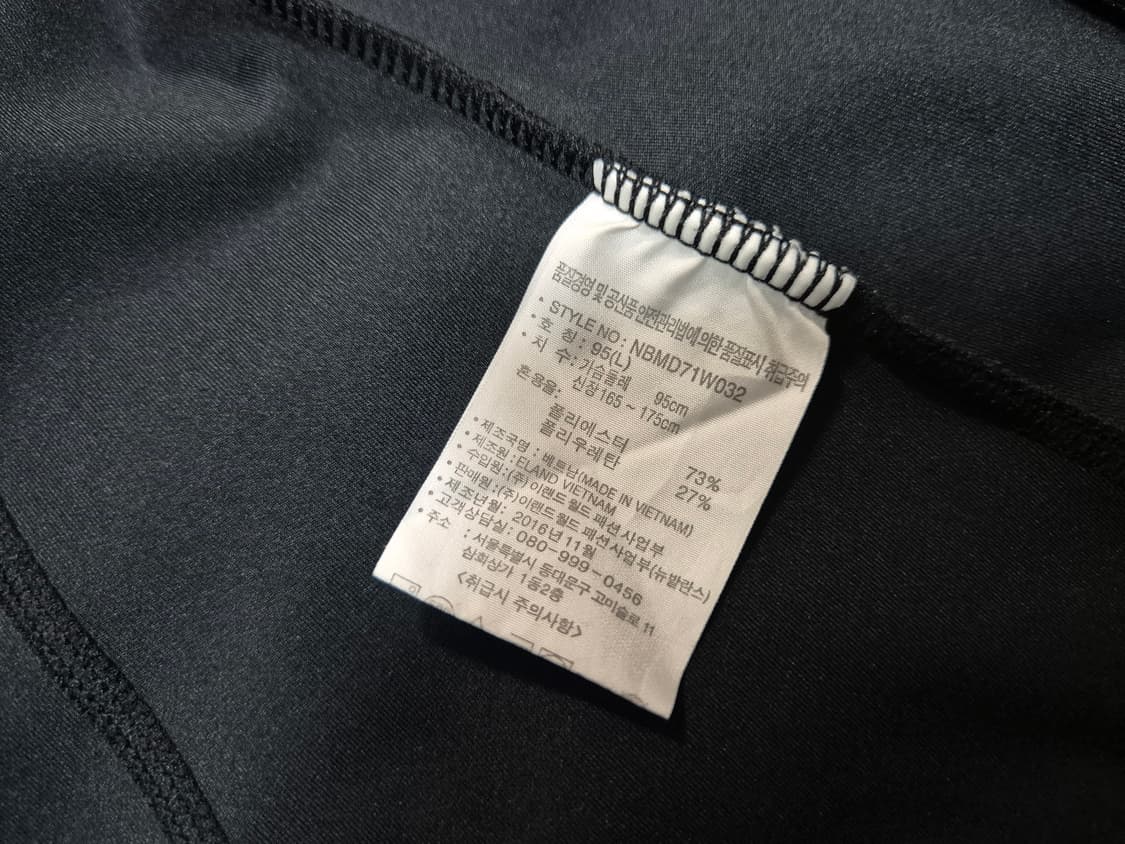 품질경영 및 공산품 안전관리법에 의한 품질표시 취급주의
• STYLE NO : NBMD71W032
• 호 칭 : 95(L)
• 치 수 : 가슴둘레 95cm
신장 165 ~ 175cm
혼용율:
폴리에스터 73%
폴리우레탄 27%
• 제조국명 : 베트남(MADE IN VIETNAM)
• 제조원 : ELAND VIETNAM
• 수입원 : (주)이랜드월드 패션사업부
• 판매원 : (주)이랜드월드 패션사업부(뉴발란스)
• 제조년월: 2016년 11월
• 고객상담실: 080-999-0456
• 주소 : 서울특별시 동대문구 고미술로 11
삼희상가 1동2층
<취급시 주의사항>